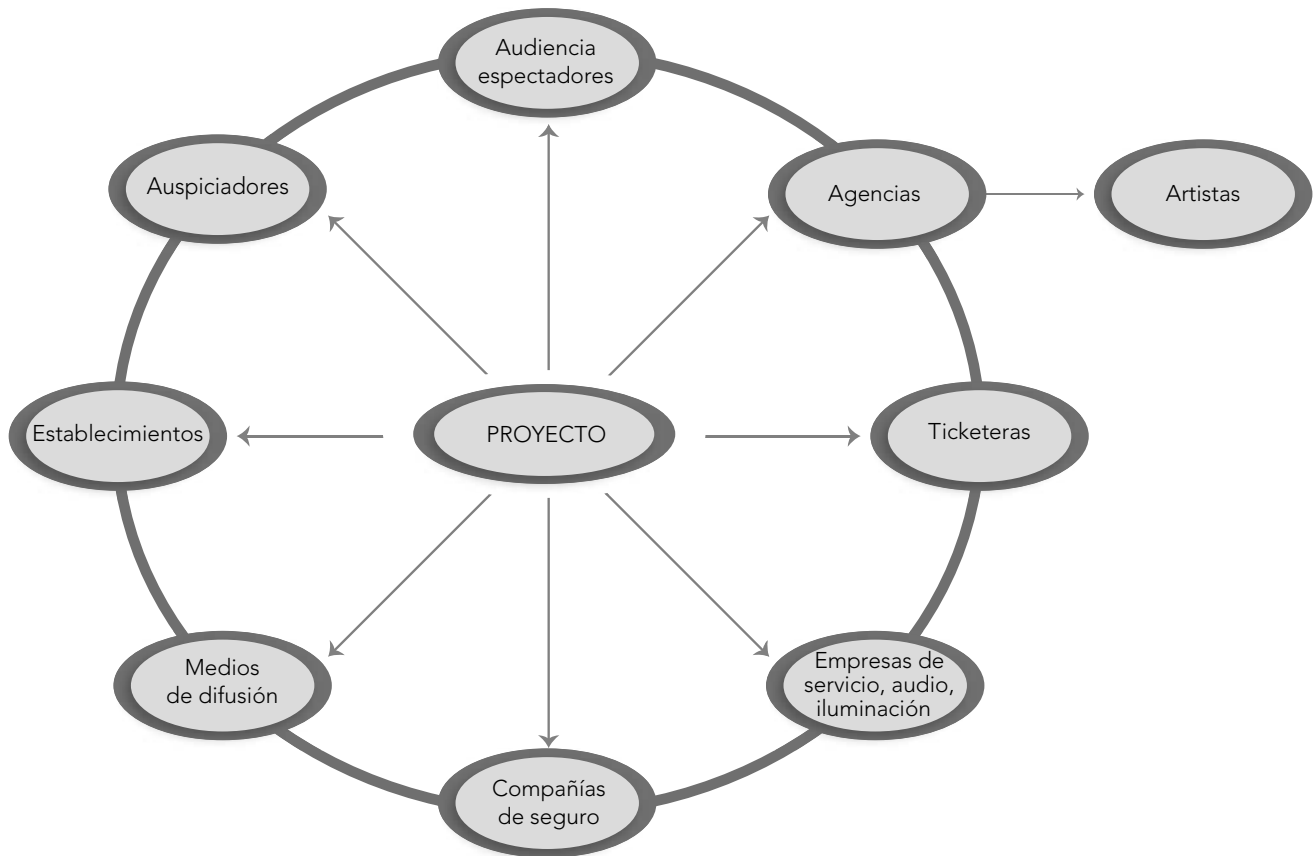 Audiencia
espectadores
Auspiciadores
Agencias
Artistas
Establecimientos
PROYECTO
Ticketeras
Medios
de difusión
Empresas de
servicio, audio,
iluminación
Compañías
de seguro